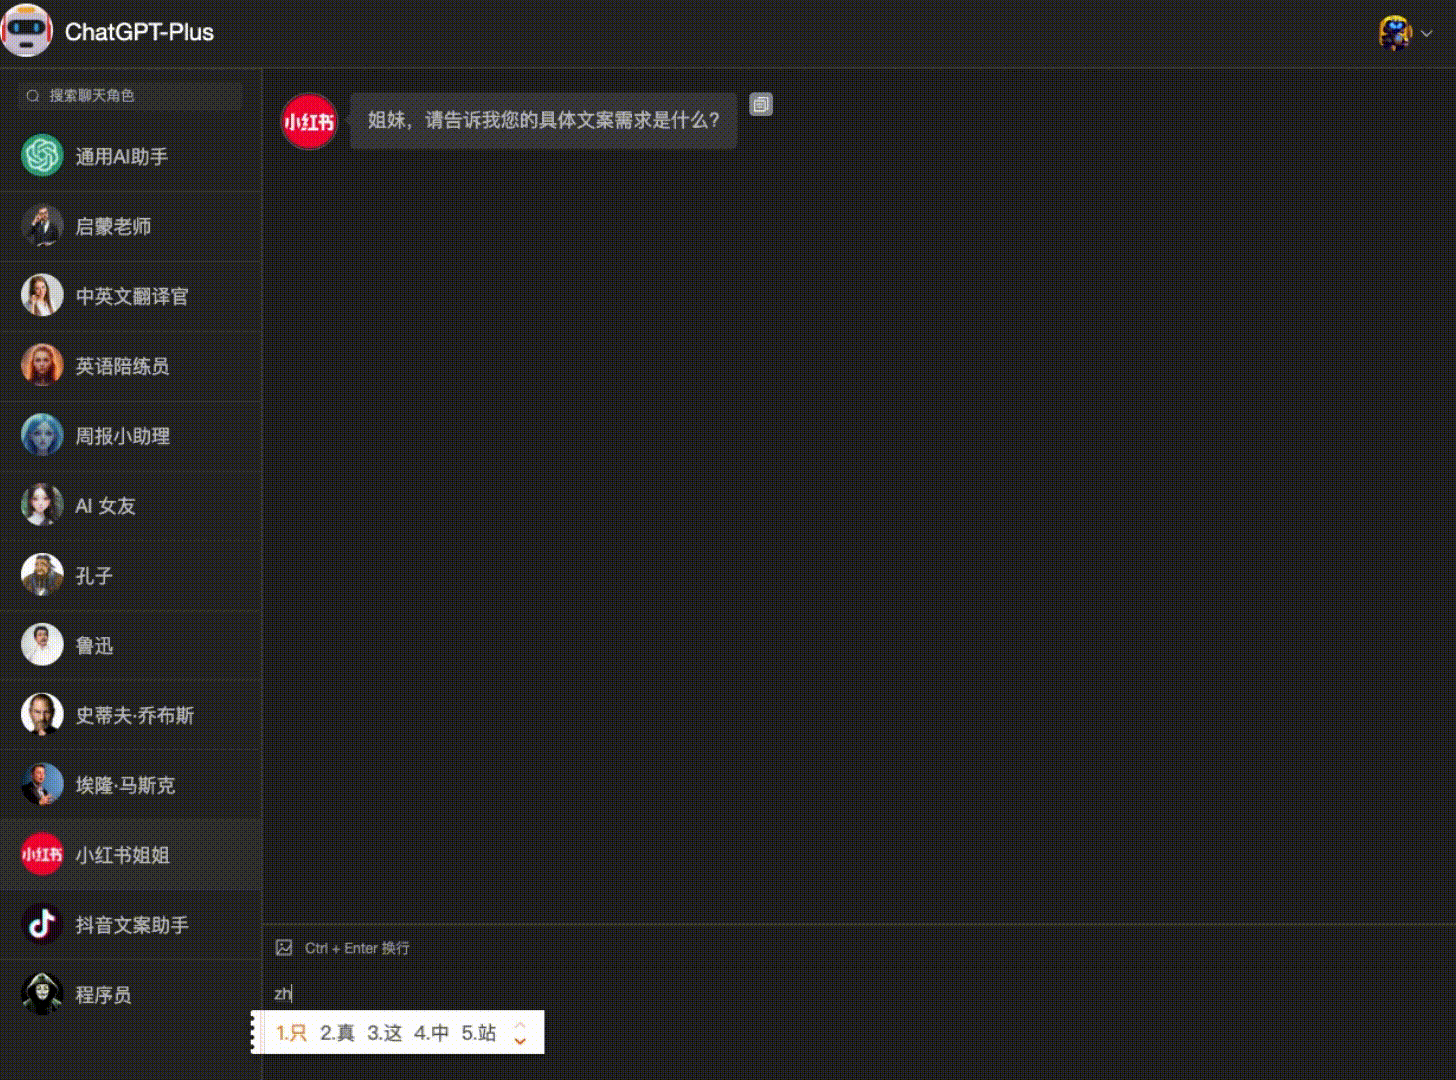 ChatGPT-Plus
搜索聊天角色
通用AI助手
启蒙老师
中英文翻译官
英语陪练员
周报小助理
AI 女友
孔子
鲁迅
史蒂夫·乔布斯
埃隆·马斯克
小红书
小红书姐姐
抖音文案助手
程序员
小红书
姐妹，请告诉我您的具体文案需求是什么？
Ctrl + Enter 换行
zh
1.只 2.真 3.这 4.中 5.站